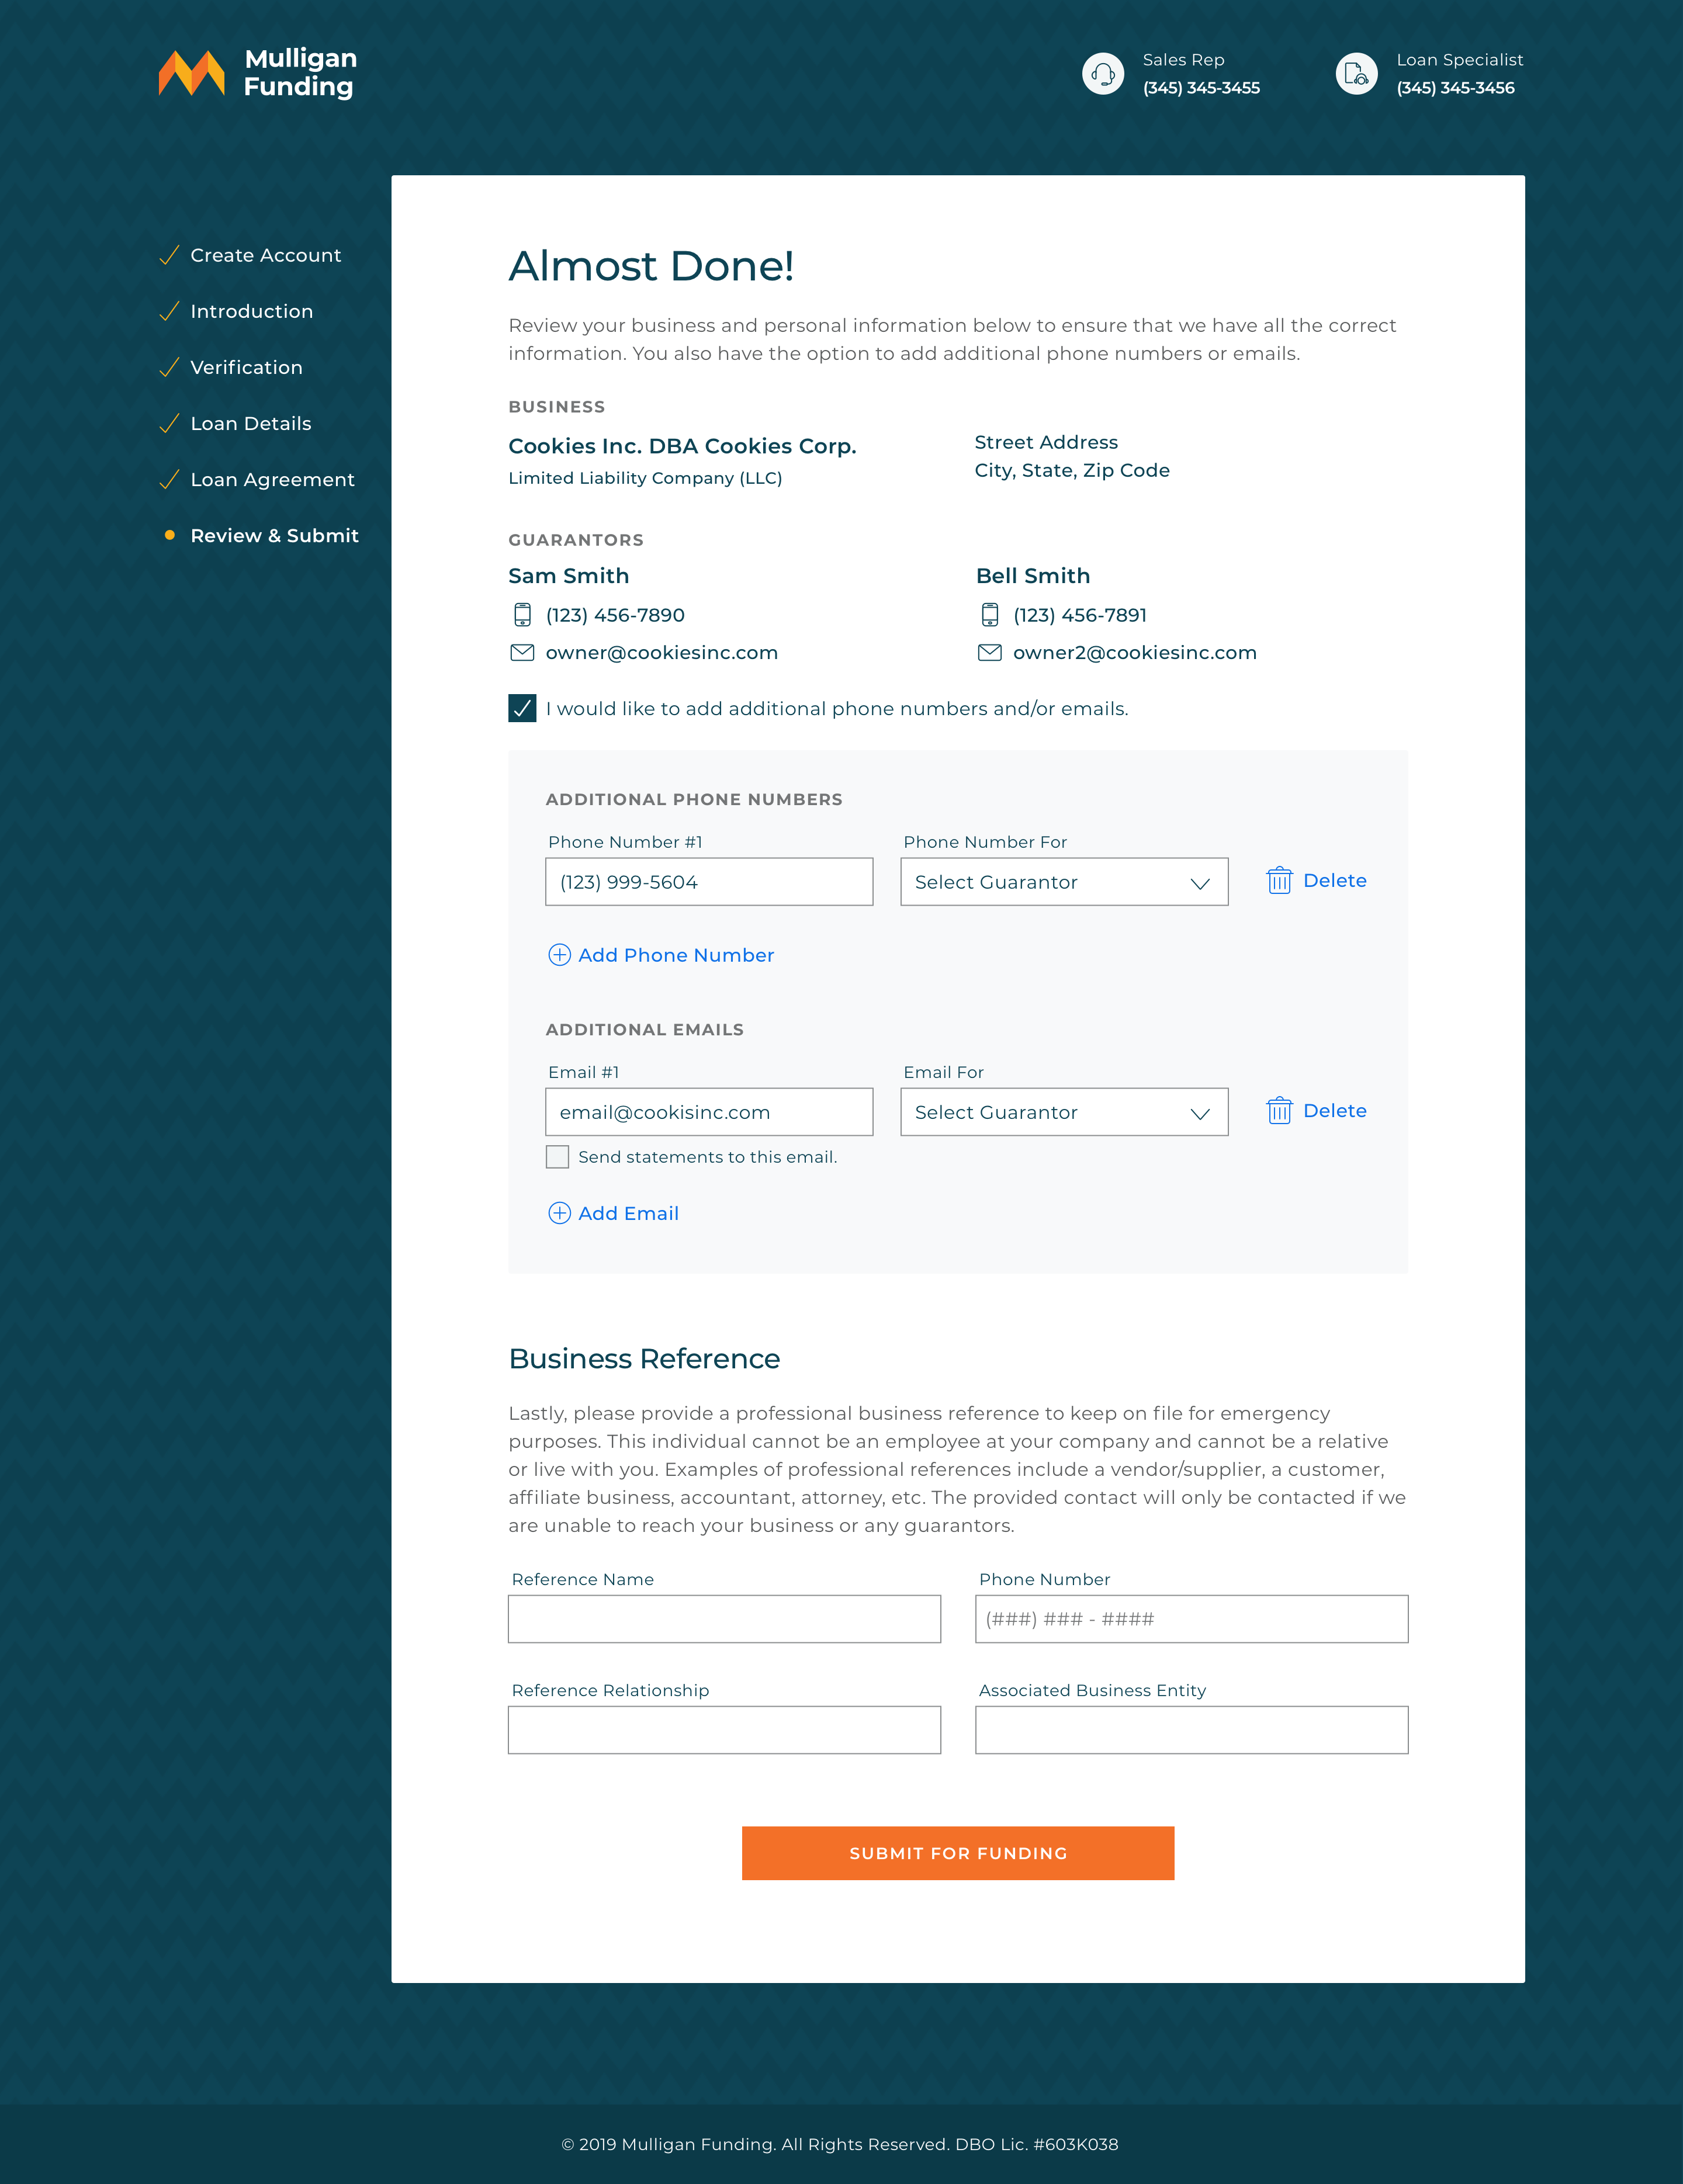 Mulligan
Funding
Sales Rep
(345) 345-3455
Loan Specialist
(345) 345-3456
Create Account
Introduction
Verification
Loan Details
Loan Agreement
Review & Submit
Almost Done!
Review your business and personal information below to ensure that we have all the correct
information. You also have the option to add additional phone numbers or emails.
BUSINESS
Cookies Inc. DBA Cookies Corp.
Limited Liability Company (LLC)
Street Address
City, State, Zip Code
GUARANTORS
Sam Smith
(123) 456-7890
owner@cookiesinc.com
Bell Smith
(123) 456-7891
owner2@cookiesinc.com
I would like to add additional phone numbers and/or emails.
ADDITIONAL PHONE NUMBERS
Phone Number #1
(123) 999-5604
Phone Number For
Select Guarantor
Delete
Add Phone Number
ADDITIONAL EMAILS
Email #1
email@cookisinc.com
Email For
Select Guarantor
Delete
Send statements to this email.
Add Email
Business Reference
Lastly, please provide a professional business reference to keep on file for emergency
purposes. This individual cannot be an employee at your company and cannot be a relative
or live with you. Examples of professional references include a vendor/supplier, a customer,
affiliate business, accountant, attorney, etc. The provided contact will only be contacted if we
are unable to reach your business or any guarantors.
Reference Name
Phone Number
(###) ### - ####
Reference Relationship
Associated Business Entity
SUBMIT FOR FUNDING
© 2019 Mulligan Funding. All Rights Reserved. DBO Lic. #603K038